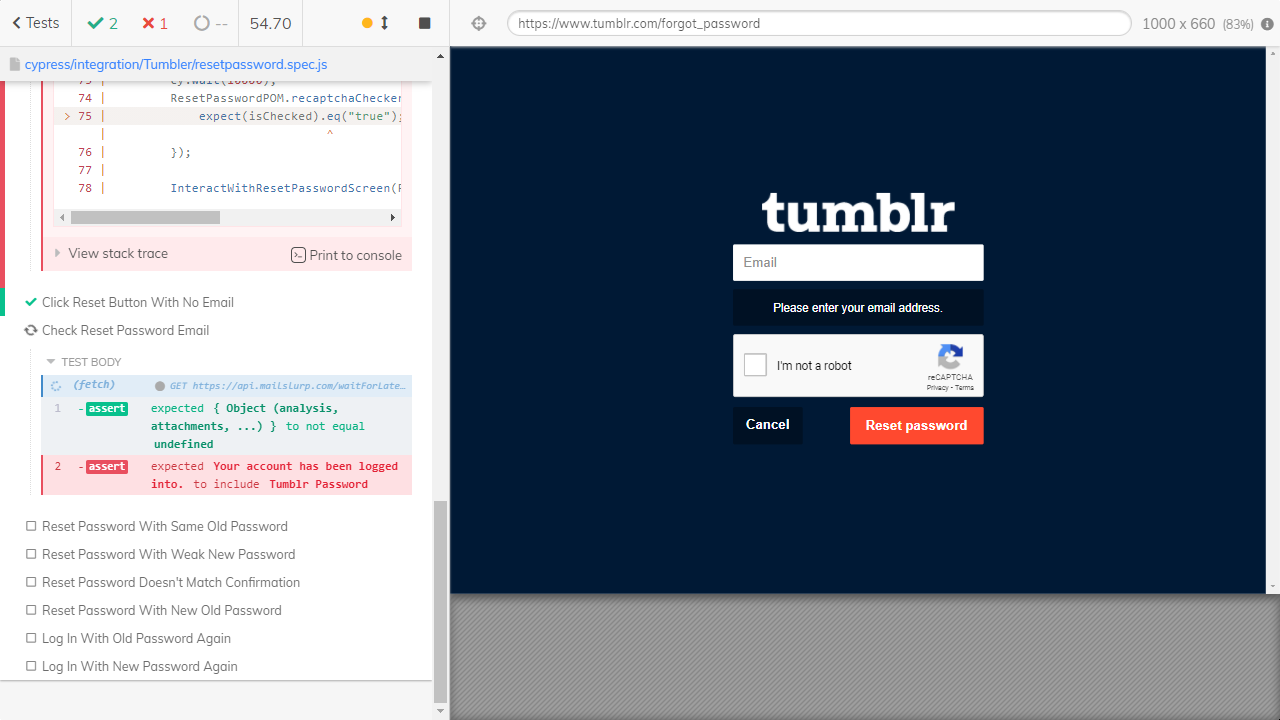 Tests
2
1
--
54.70
https://www.tumblr.com/forgot_password
1000 x 660 (83%)
cypress/integration/Tumbler/resetpassword.spec.js
73 | cy.wait(10000);
74 | ResetPasswordPOM.recaptchaChecker
> 75 | expect(isChecked).eq("true");
| ^
76 | });
77 |
78 | InteractWithResetPasswordScreen(
View stack trace
Print to console
Click Reset Button With No Email
Check Reset Password Email
TEST BODY
(fetch) GET https://api.mailslurp.com/waitForLate…
1 -assert expected { Object (analysis,
attachments, ...) } to not equal
undefined
2 -assert expected Your account has been logged
into. to include Tumblr Password
Reset Password With Same Old Password
Reset Password With Weak New Password
Reset Password Doesn't Match Confirmation
Reset Password With New Old Password
Log In With Old Password Again
Log In With New Password Again
tumblr
Email
Please enter your email address.
I'm not a robot
reCAPTCHA
Privacy - Terms
Cancel
Reset password